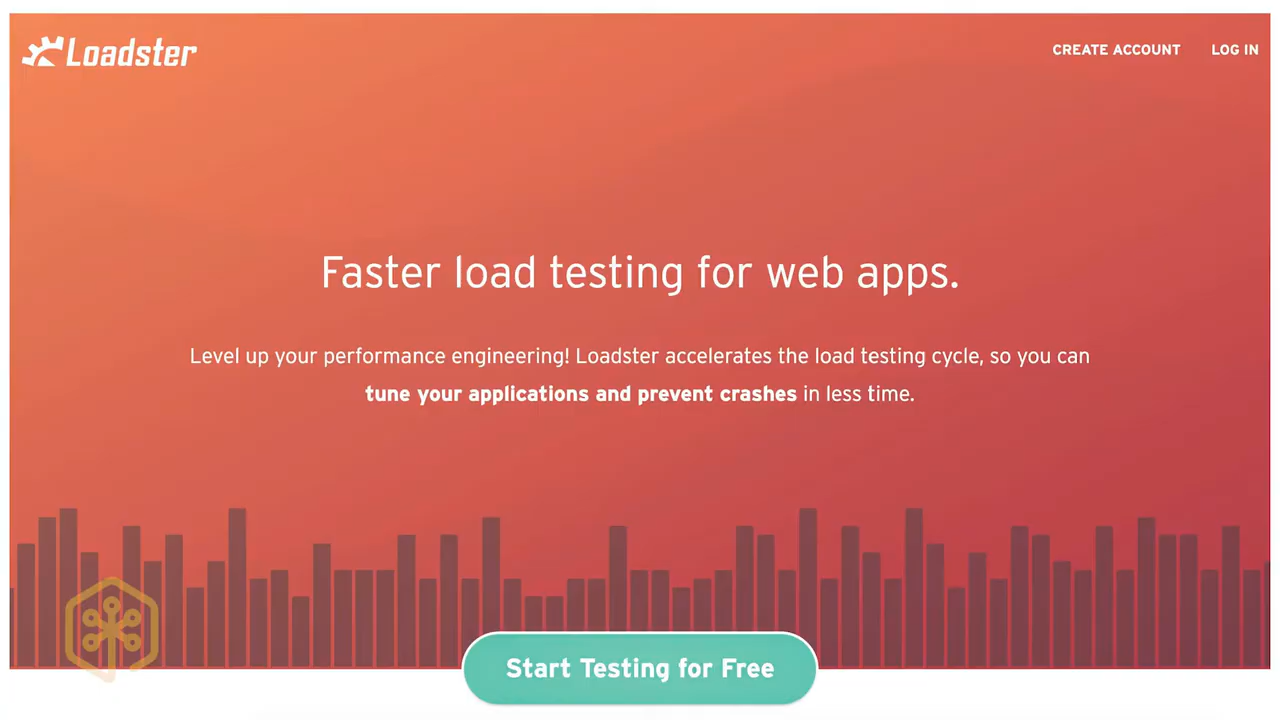 Loadster
CREATE ACCOUNT
LOG IN
Faster load testing for web apps.
Level up your performance engineering! Loadster accelerates the load testing cycle, so you can
tune your applications and prevent crashes in less time.
Start Testing for Free